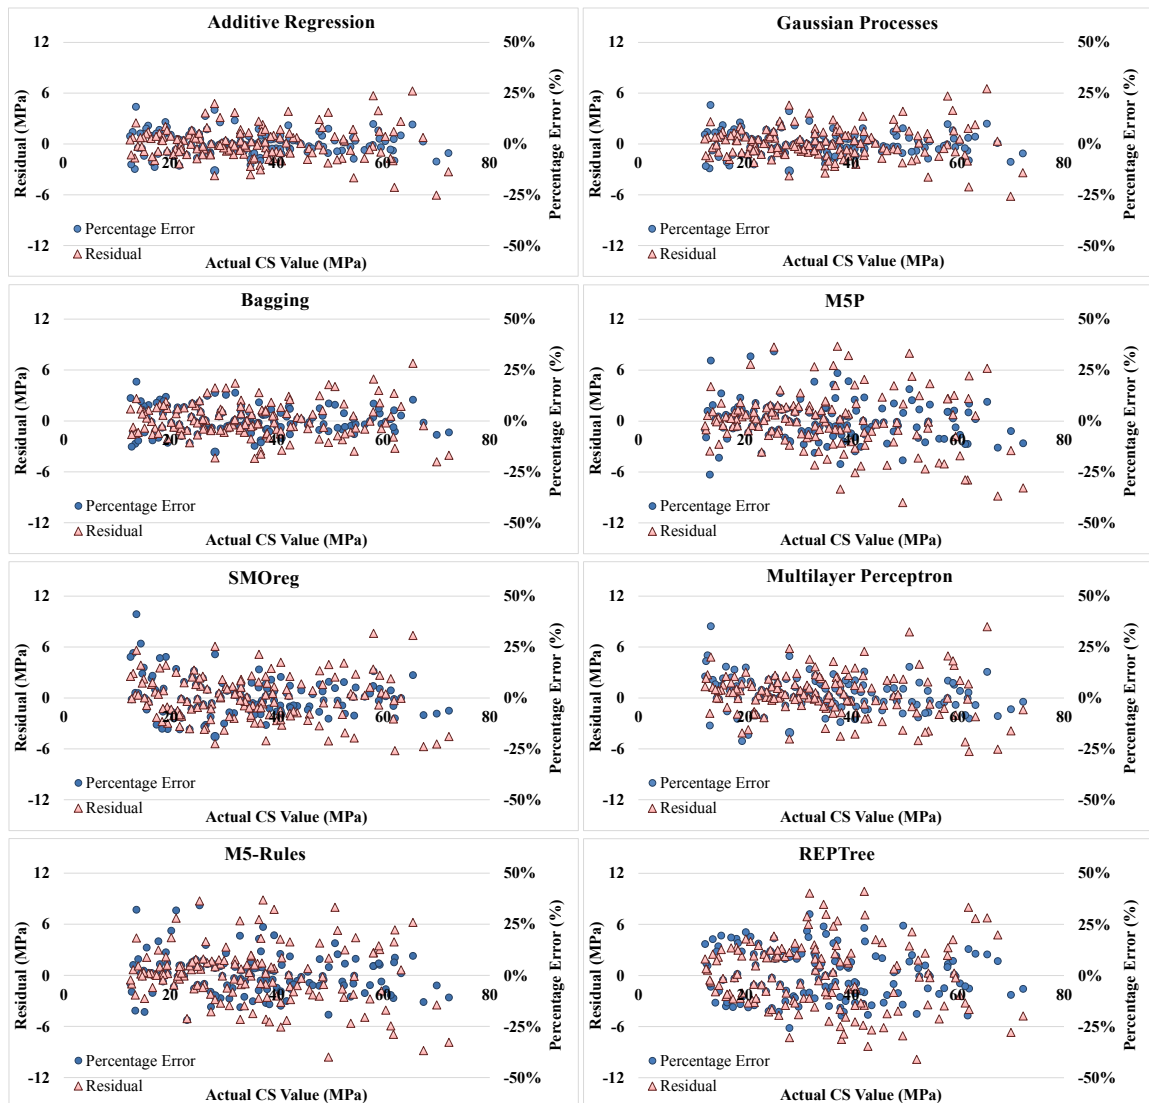 Additive Regression
12
6
0
-6
-12
50%
25%
0%
-25%
-50%
0
20
40
60
80
Residual (MPa)
Percentage Error (%)
Percentage Error
Residual
Actual CS Value (MPa)
Gaussian Processes
12
6
0
-6
-12
50%
25%
0%
-25%
-50%
0
20
40
60
80
Residual (MPa)
Percentage Error (%)
Percentage Error
Residual
Actual CS Value (MPa)
Bagging
12
6
0
-6
-12
50%
25%
0%
-25%
-50%
0
20
40
60
80
Residual (MPa)
Percentage Error (%)
Percentage Error
Residual
Actual CS Value (MPa)
M5P
12
6
0
-6
-12
50%
25%
0%
-25%
-50%
0
20
40
60
80
Residual (MPa)
Percentage Error (%)
Percentage Error
Residual
Actual CS Value (MPa)
SMOreg
12
6
0
-6
-12
50%
25%
0%
-25%
-50%
0
20
40
60
80
Residual (MPa)
Percentage Error (%)
Percentage Error
Residual
Actual CS Value (MPa)
Multilayer Perceptron
12
6
0
-6
-12
50%
25%
0%
-25%
-50%
0
20
40
60
80
Residual (MPa)
Percentage Error (%)
Percentage Error
Residual
Actual CS Value (MPa)
M5-Rules
12
6
0
-6
-12
50%
25%
0%
-25%
-50%
0
20
40
60
80
Residual (MPa)
Percentage Error (%)
Percentage Error
Residual
Actual CS Value (MPa)
REPTree
12
6
0
-6
-12
50%
25%
0%
-25%
-50%
0
20
40
60
80
Residual (MPa)
Percentage Error (%)
Percentage Error
Residual
Actual CS Value (MPa)